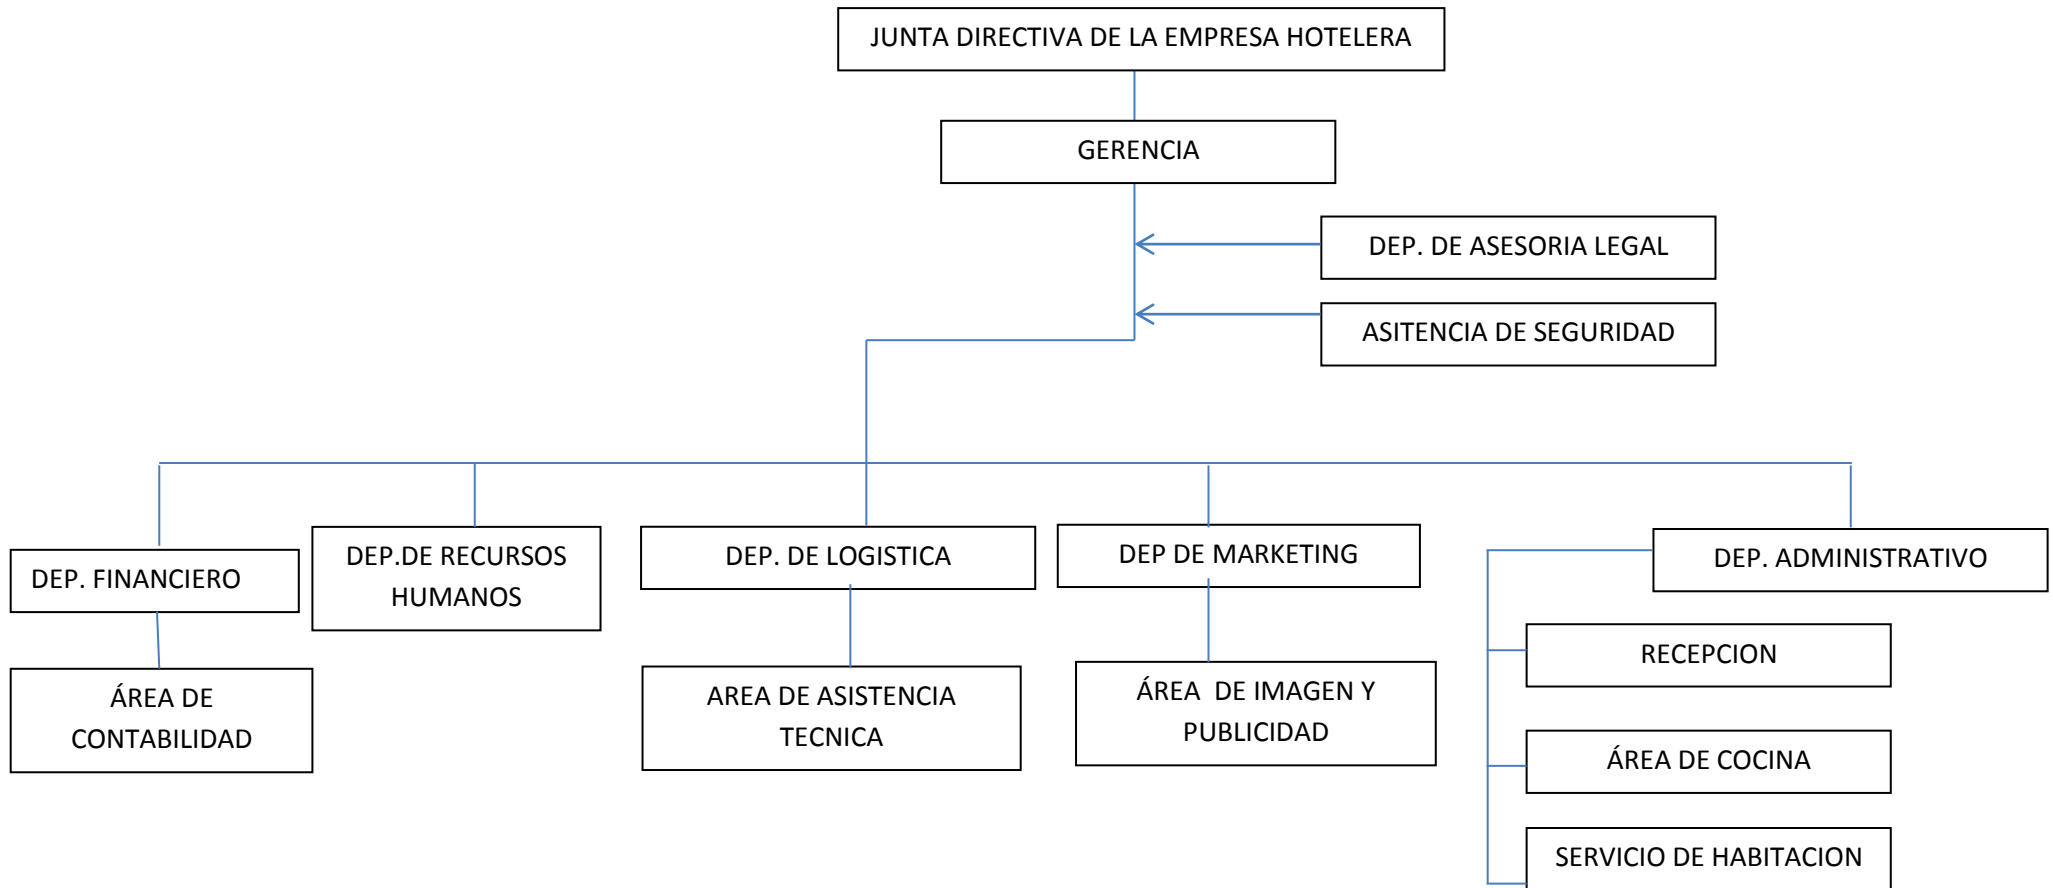 JUNTA DIRECTIVA DE LA EMPRESA HOTELERA
GERENCIA
DEP. DE ASESORIA LEGAL
ASITENCIA DE SEGURIDAD
DEP. FINANCIERO
DEP.DE RECURSOS
HUMANOS
DEP. DE LOGISTICA
DEP DE MARKETING
DEP. ADMINISTRATIVO
ÁREA DE
CONTABILIDAD
AREA DE ASISTENCIA
TECNICA
ÁREA  DE IMAGEN Y
PUBLICIDAD
RECEPCION
ÁREA DE COCINA
SERVICIO DE HABITACION